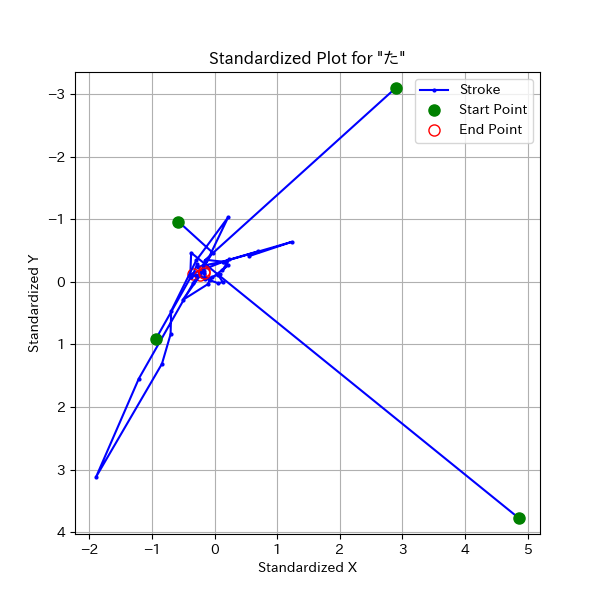 Standardized Plot for "た"
Stroke
Start Point
End Point
−3
−2
−1
0
1
2
3
4
Standardized Y
−2 −1 0 1 2 3 4 5
Standardized X